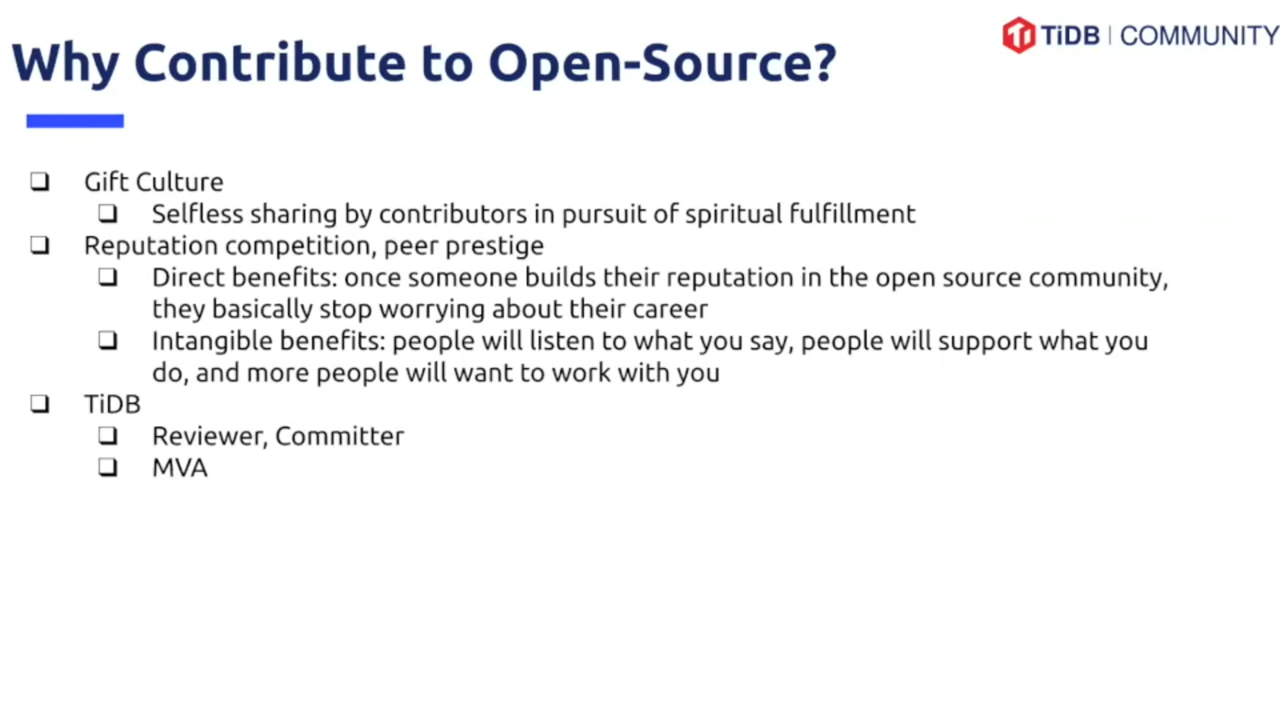 Why Contribute to Open-Source?
TiDB | COMMUNITY
Gift Culture
Selfless sharing by contributors in pursuit of spiritual fulfillment
Reputation competition, peer prestige
Direct benefits: once someone builds their reputation in the open source community,
they basically stop worrying about their career
Intangible benefits: people will listen to what you say, people will support what you
do, and more people will want to work with you
TiDB
Reviewer, Committer
MVA